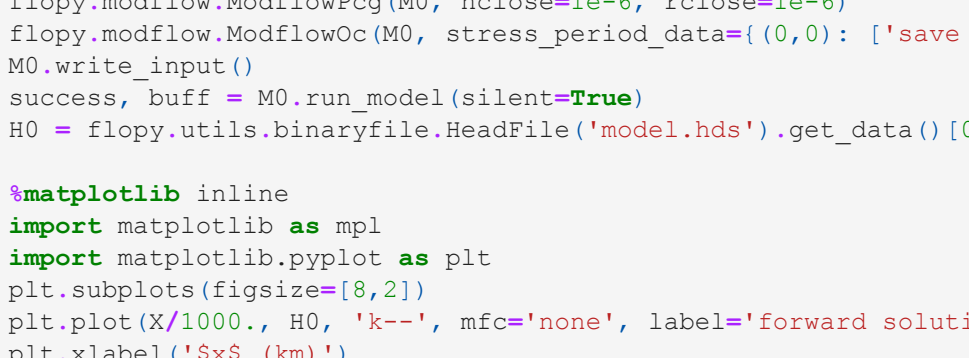 flopy.modflow.ModflowPcg(M0, hclose=1e-6, rclose=1e-6)
flopy.modflow.ModflowOc(M0, stress_period_data={(0,0): ['save
M0.write_input()
success, buff = M0.run_model(silent=True)
H0 = flopy.utils.binaryfile.HeadFile('model.hds').get_data()[0
%matplotlib inline
import matplotlib as mpl
import matplotlib.pyplot as plt
plt.subplots(figsize=[8,2])
plt.plot(X/1000., H0, 'k--', mfc='none', label='forward soluti
plt.xlabel('$x$ (km)')